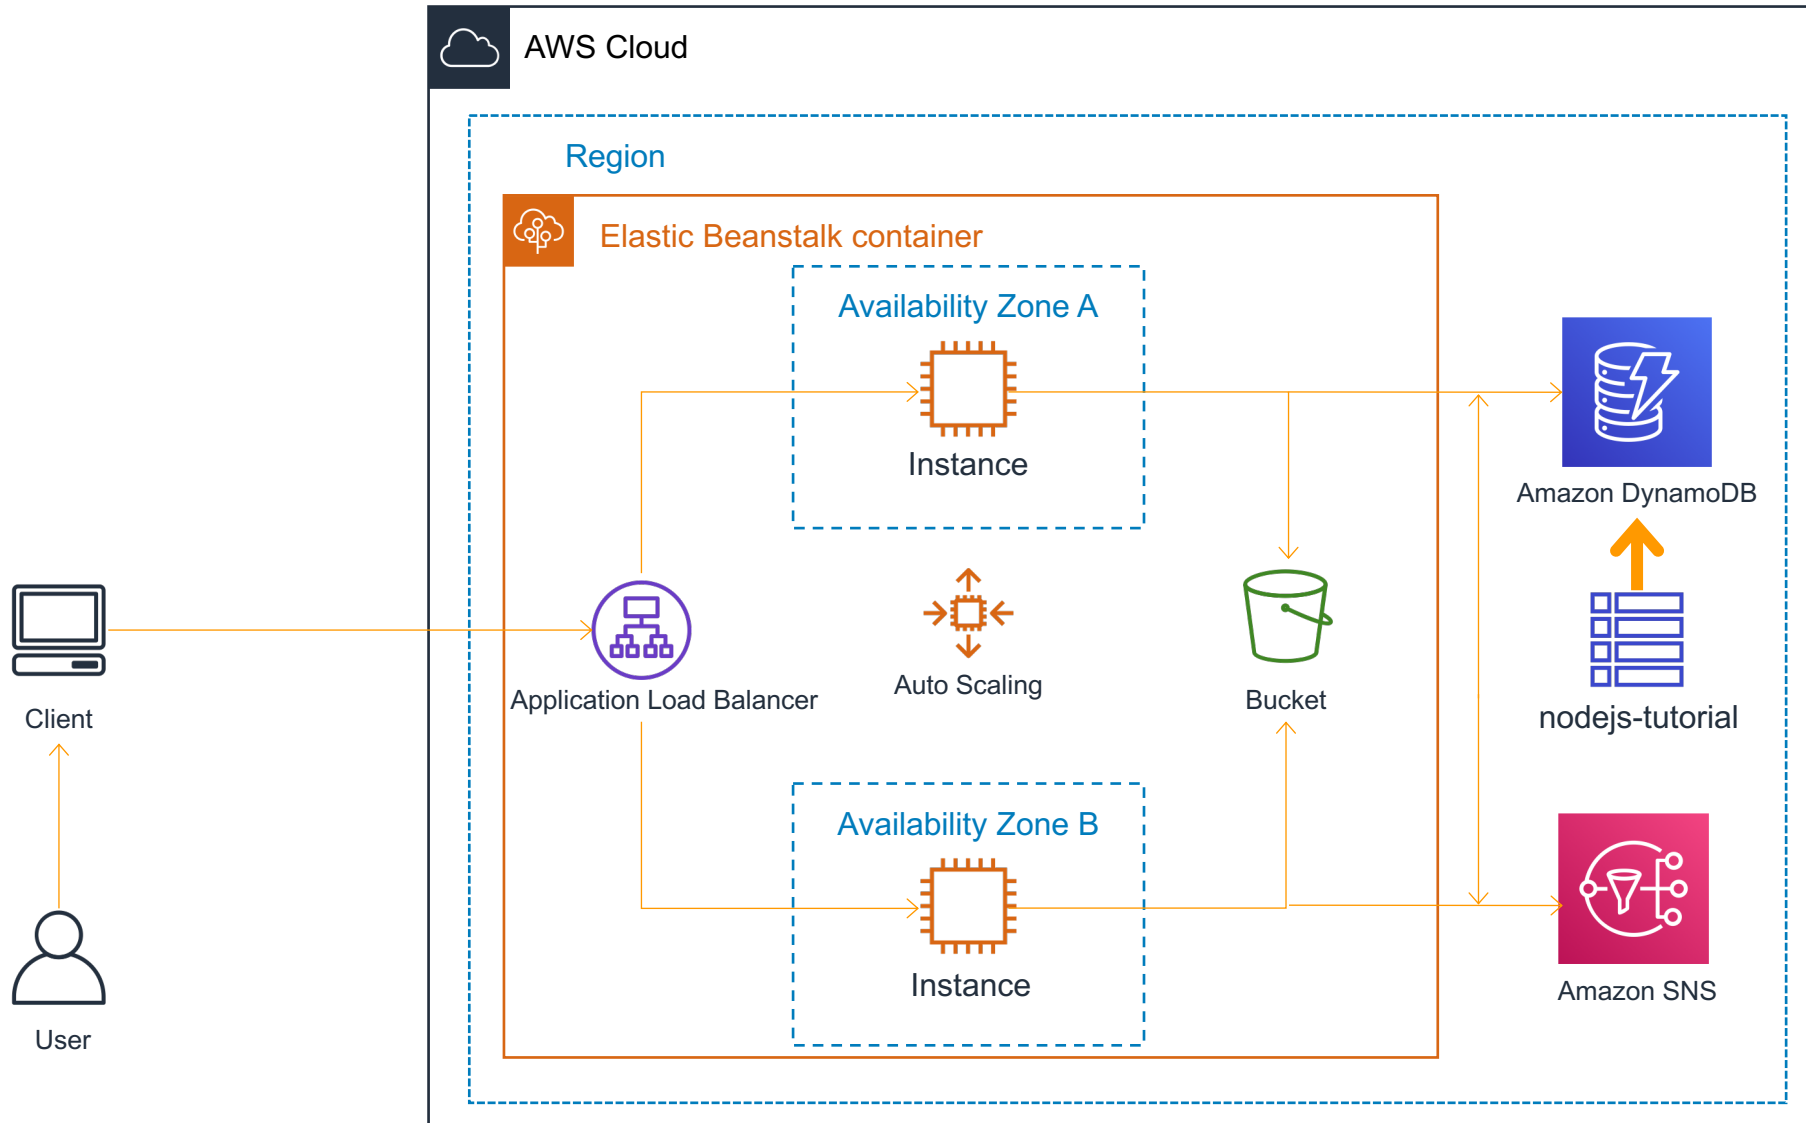 AWS Cloud
Region
Elastic Beanstalk container
Availability Zone A
Instance
Amazon DynamoDB
Application Load Balancer
Auto Scaling
Bucket
nodejs-tutorial
Client
Availability Zone B
Instance
Amazon SNS
User